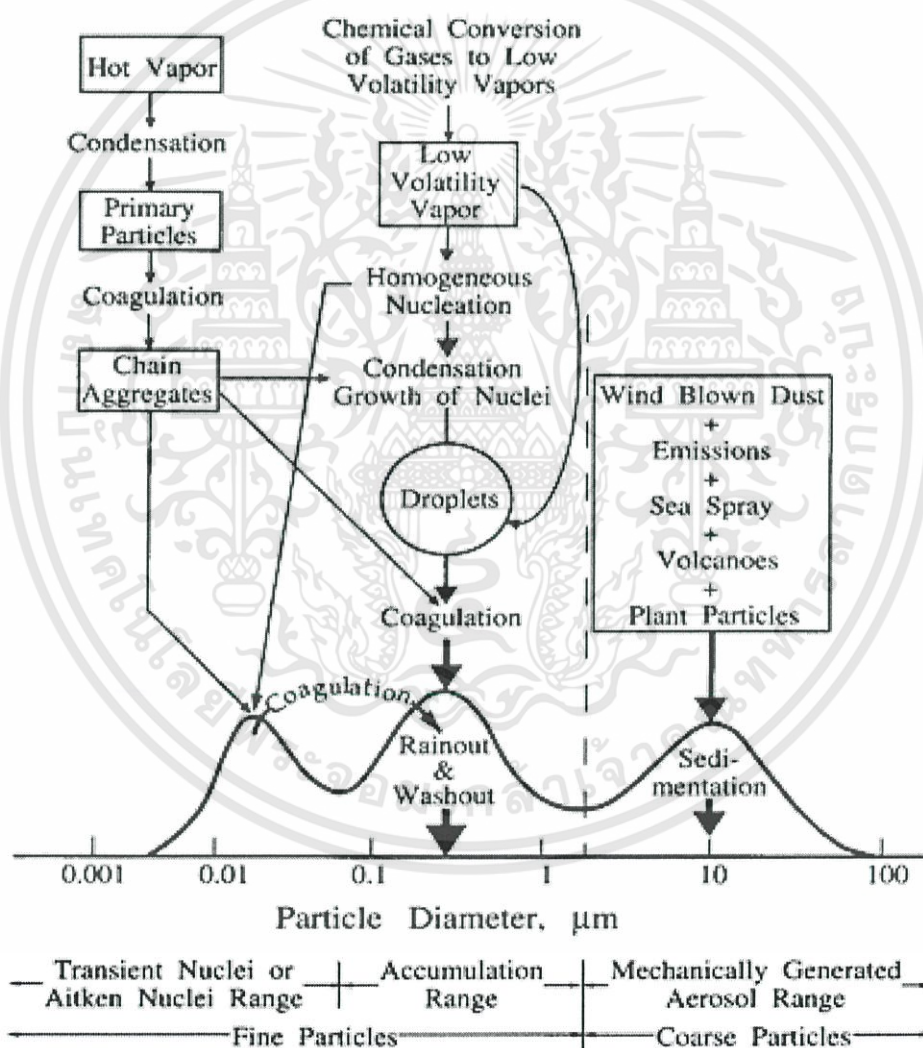 Hot Vapor
Condensation
Primary
Particles
Coagulation
Chain
Aggregates
Chemical Conversion
of Gases to Low
Volatility Vapors
Low
Volatility
Vapor
Homogeneous
Nucleation
Condensation
Growth of Nuclei
Droplets
Coagulation
Wind Blown Dust
+
Emissions
+
Sea Spray
+
Volcanoes
+
Plant Particles
Coagulation
Rainout
&
Washout
Sedi-
mentation
0.001
0.01
0.1
1
10
100
Particle Diameter, μm
Transient Nuclei or
Aitken Nuclei Range
Accumulation
Range
Mechanically Generated
Aerosol Range
Fine Particles
Coarse Particles